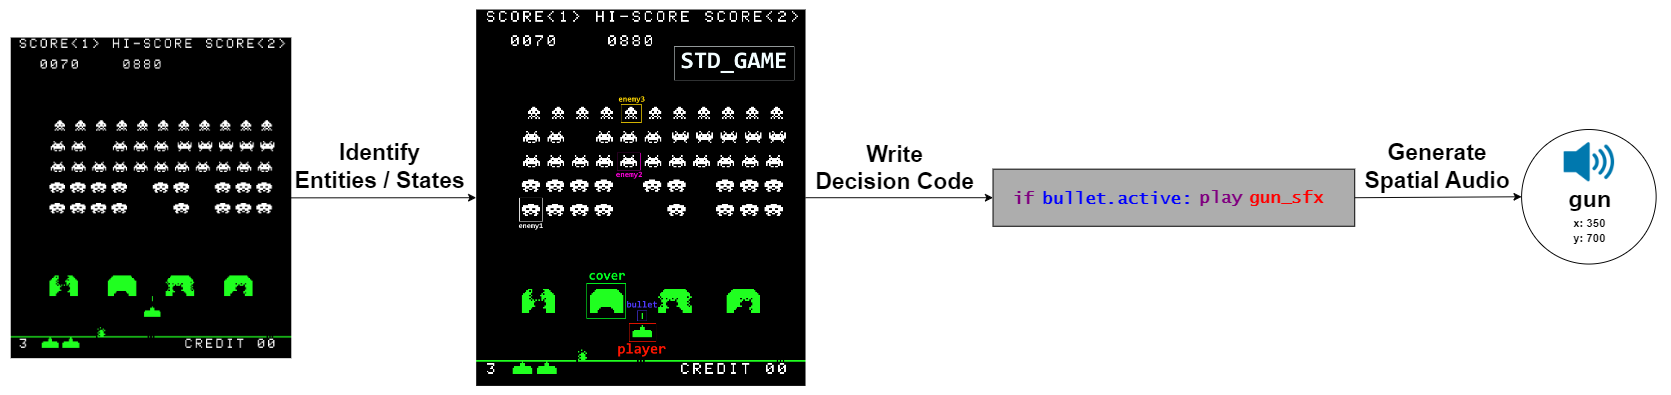 SCORE<1> HI-SCORE SCORE<2>
0070 0880
3 CREDIT 00
Identify
Entities / States
SCORE<1> HI-SCORE SCORE<2>
0070 0880
STD_GAME
enemy3
enemy2
enemy1
cover
bullet
player
3 CREDIT 00
Write
Decision Code
if bullet.active: play gun_sfx
Generate
Spatial Audio
gun
x: 350
y: 700